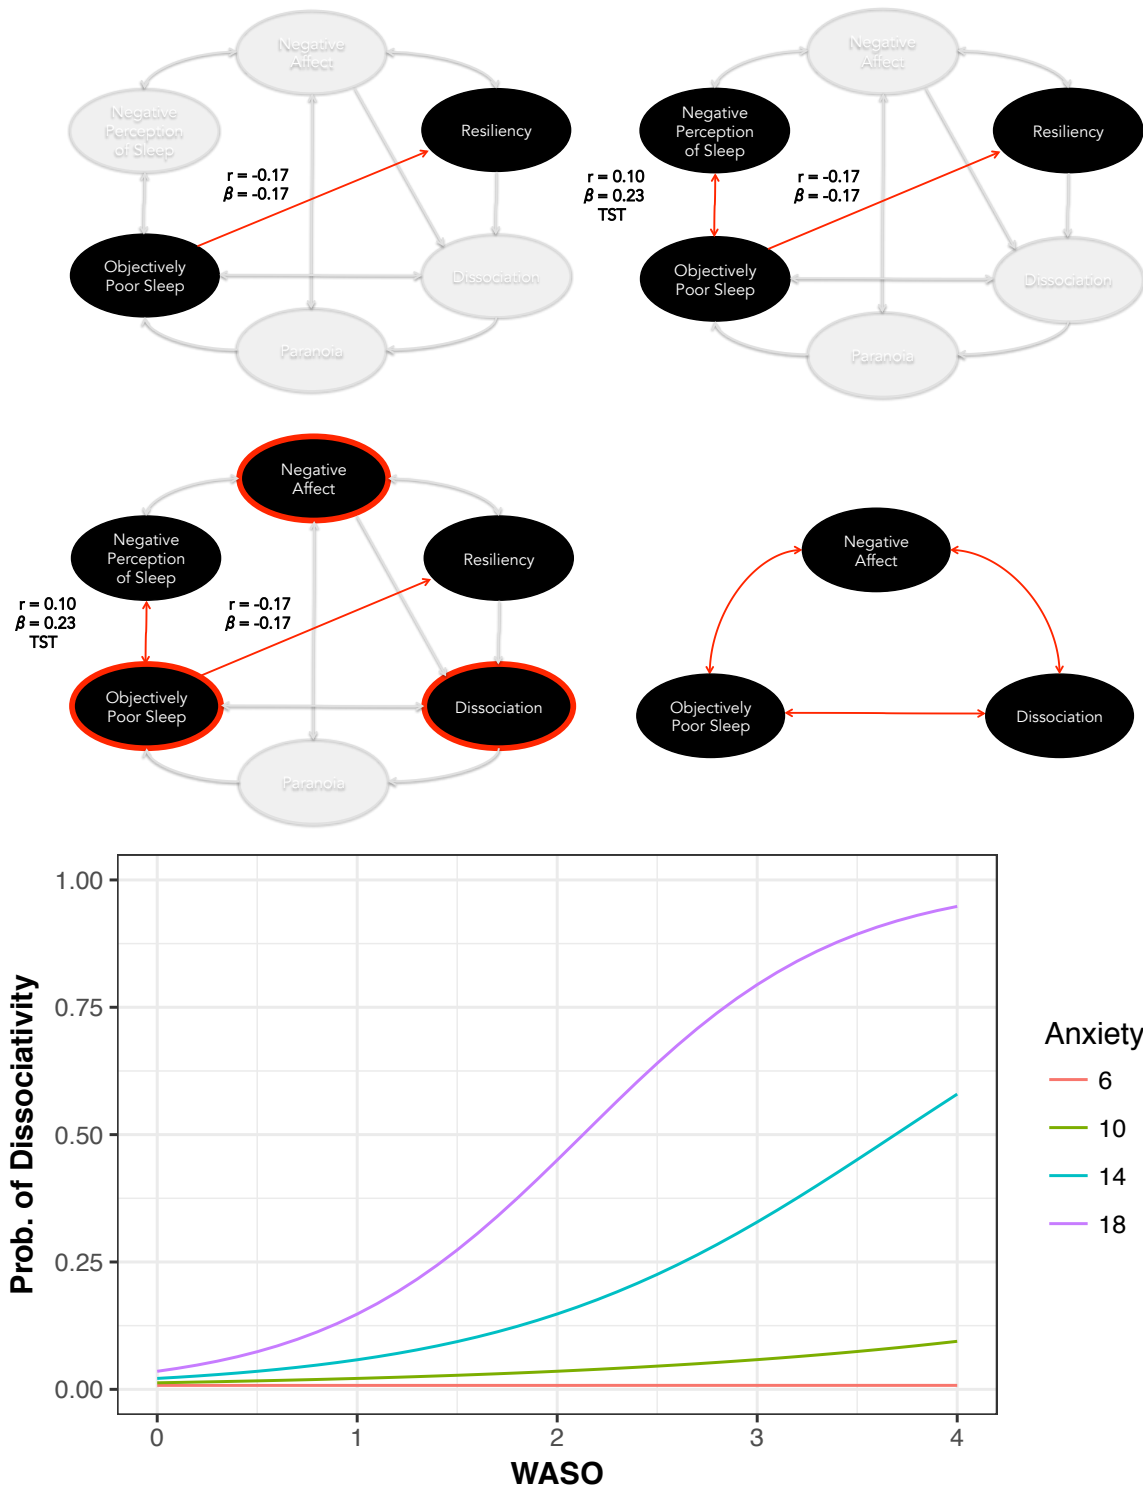 Negative
Affect
Negative
Perception
of Sleep
Resiliency
r = -0.17
β = -0.17
Objectively
Poor Sleep
Dissociation
Paranoia
Negative
Affect
Negative
Perception
of Sleep
Resiliency
r = 0.10
β = 0.23
TST
r = -0.17
β = -0.17
Objectively
Poor Sleep
Dissociation
Paranoia
Negative
Affect
Negative
Perception
of Sleep
Resiliency
r = 0.10
β = 0.23
TST
r = -0.17
β = -0.17
Objectively
Poor Sleep
Dissociation
Paranoia
Negative
Affect
Objectively
Poor Sleep
Dissociation
1.00
0.75
0.50
0.25
0.00
Prob. of Dissociativity
0 1 2 3 4
WASO
Anxiety
6
10
14
18